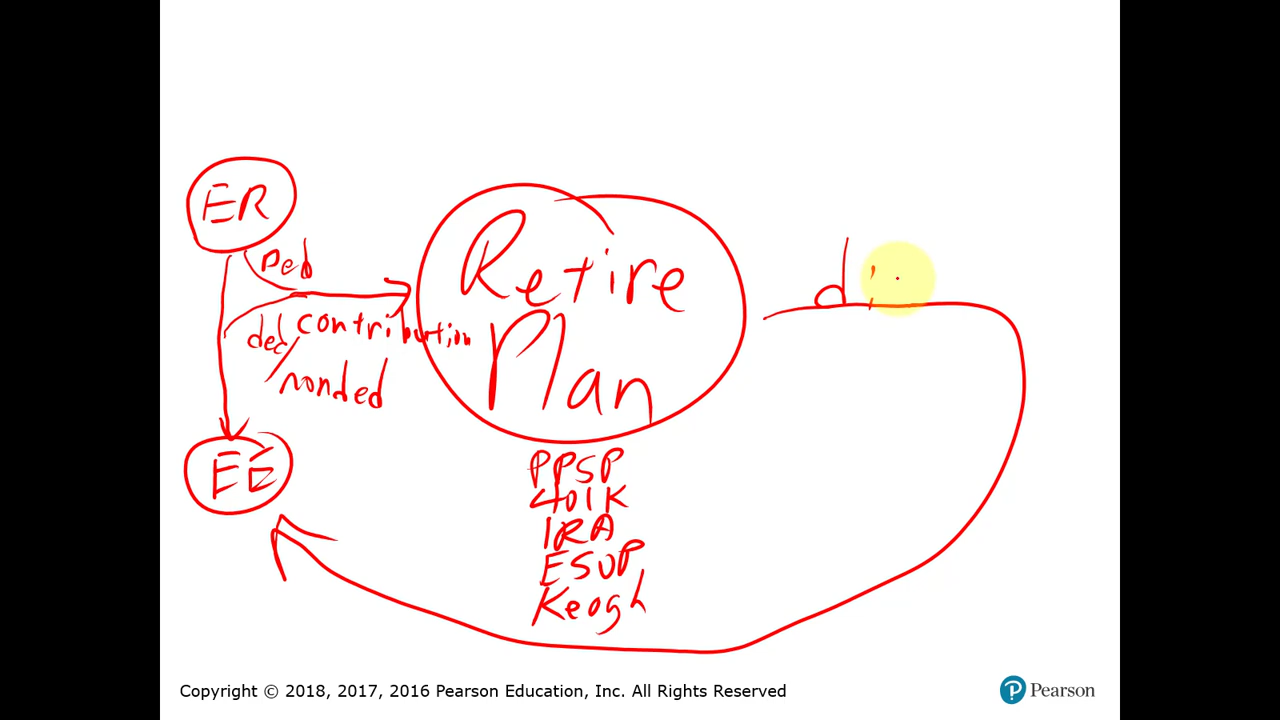 ER
Ded
contribution
ded/
nonded
Retire
Plan
di
EE
PPSP
401K
IRA
ESOP
Keogh
Copyright © 2018, 2017, 2016 Pearson Education, Inc. All Rights Reserved
P Pearson